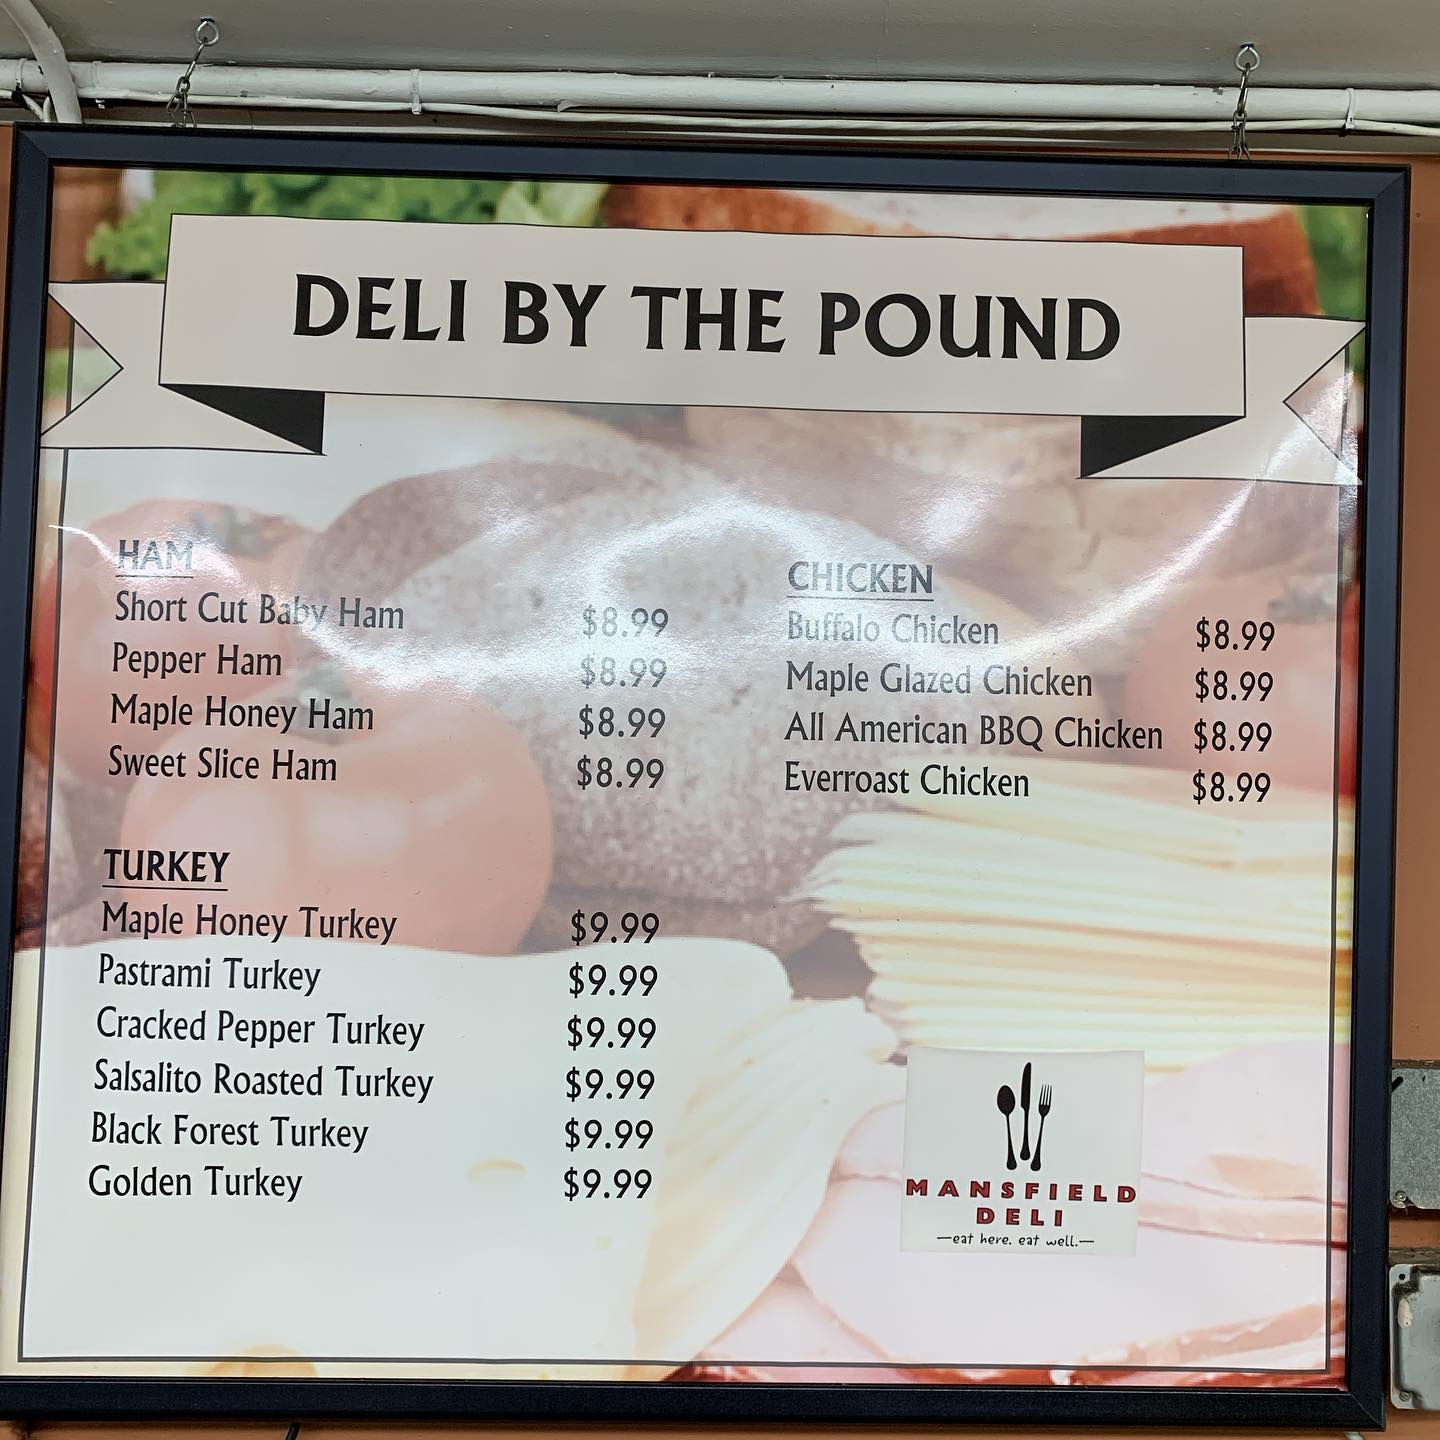 DELI BY THE POUND
HAM
Short Cut Baby Ham $8.99
Pepper Ham $8.99
Maple Honey Ham $8.99
Sweet Slice Ham $8.99
TURKEY
Maple Honey Turkey $9.99
Pastrami Turkey $9.99
Cracked Pepper Turkey $9.99
Salsalito Roasted Turkey $9.99
Black Forest Turkey $9.99
Golden Turkey $9.99
CHICKEN
Buffalo Chicken $8.99
Maple Glazed Chicken $8.99
All American BBQ Chicken $8.99
Everroast Chicken $8.99
MANSFIELD
DELI
—eat here. eat well.—